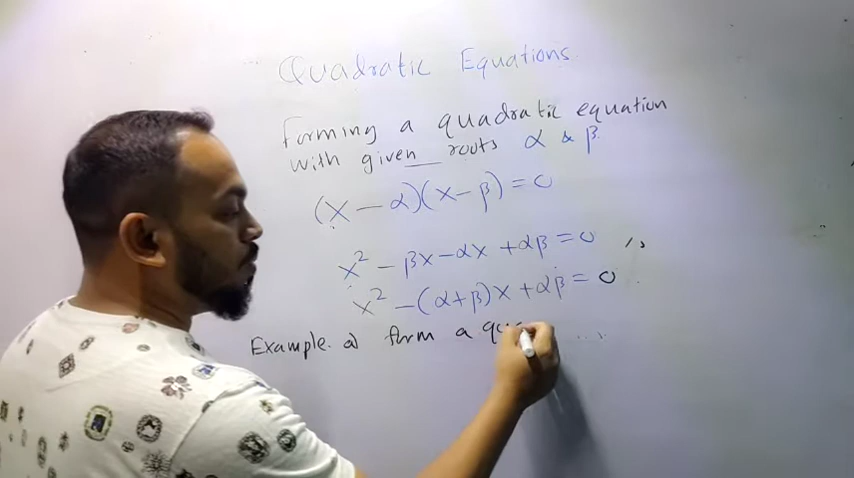 Quadratic Equations
forming a quadratic equation
with given roots α & β
(x - α)(x - β) = 0
x² - βx - αx + αβ = 0
x² - (α+β)x + αβ = 0
Example. a) form a